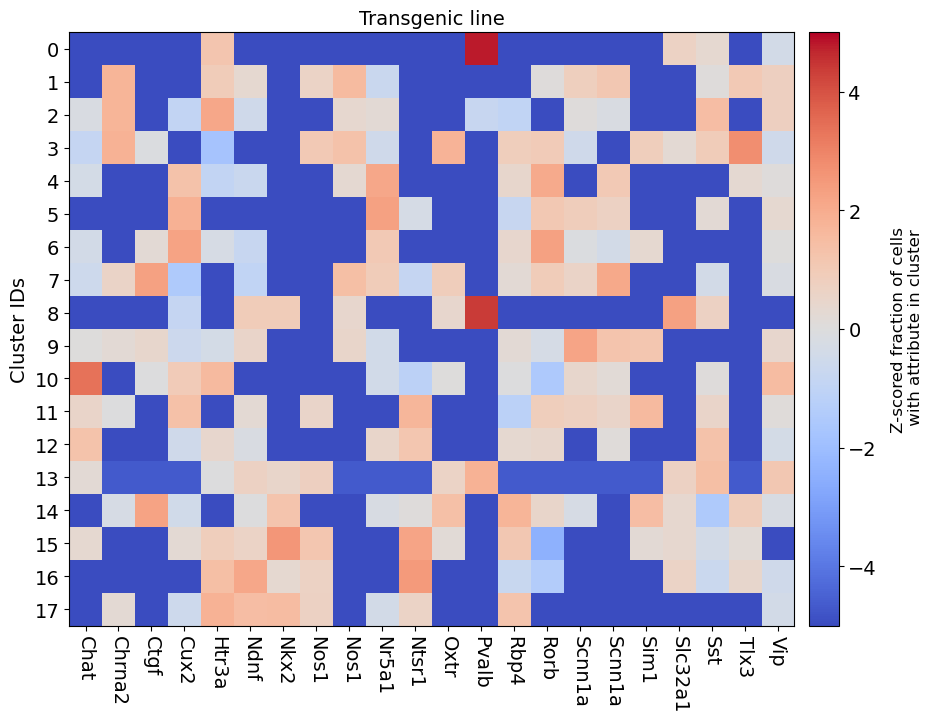 Transgenic line
Cluster IDs
0
1
2
3
4
5
6
7
8
9
10
11
12
13
14
15
16
17
Chat
Chrna2
Ctgf
Cux2
Htr3a
Ndnf
Nkx2
Nos1
Nos1
Nr5a1
Ntsr1
Oxtr
Pvalb
Rbp4
Rorb
Scnn1a
Scnn1a
Sim1
Slc32a1
Sst
Tlx3
Vip
4
2
0
−2
−4
Z-scored fraction of cells
with attribute in cluster